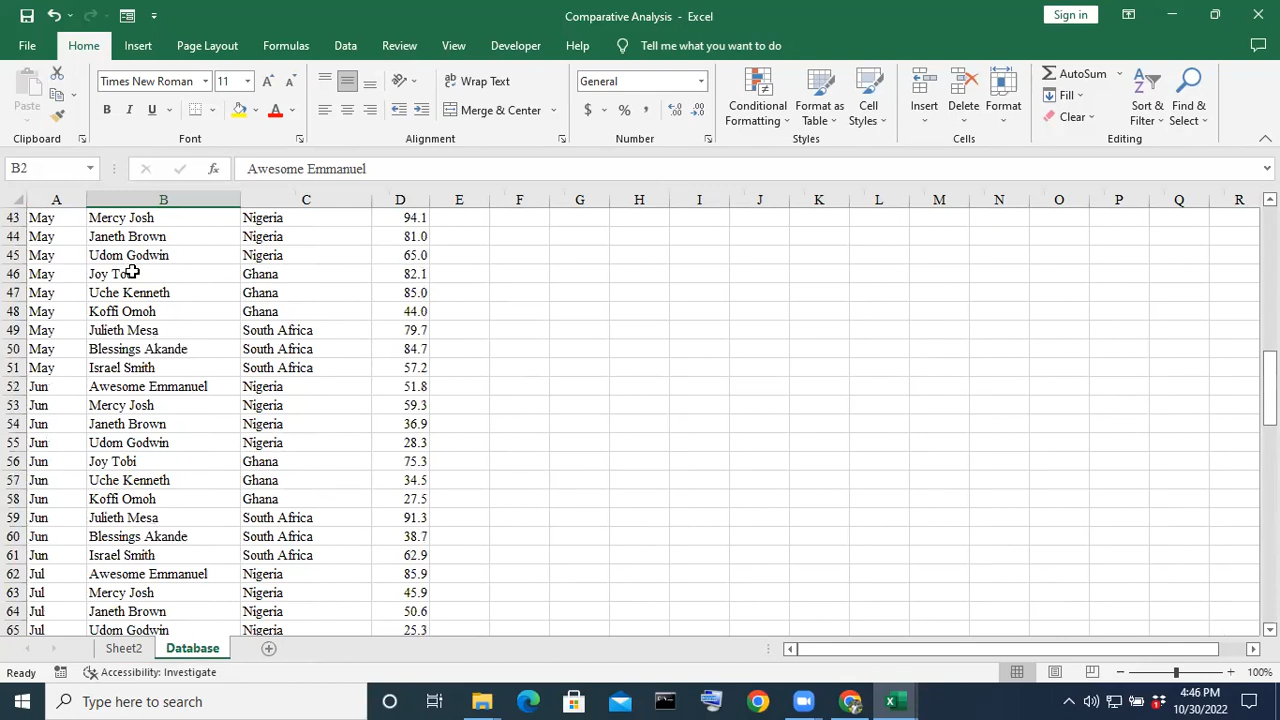 Comparative Analysis - Excel
Sign in
File Home Insert Page Layout Formulas Data Review View Developer Help Tell me what you want to do
Times New Roman 11 Wrap Text General AutoSum
Paste Conditional Formatting Format as Table Cell Styles Insert Delete Format Fill Sort & Filter Find & Select
B I U Merge & Center $ % , Clear
Clipboard Font Alignment Number Styles Cells Editing
B2 fx Awesome Emmanuel
A B C D E F G H I J K L M N O P Q R
43 May Mercy Josh Nigeria 94.1
44 May Janeth Brown Nigeria 81.0
45 May Udom Godwin Nigeria 65.0
46 May Joy Ghana 82.1
47 May Uche Kenneth Ghana 85.0
48 May Koffi Omoh Ghana 44.0
49 May Julieth Mesa South Africa 79.7
50 May Blessings Akande South Africa 84.7
51 May Israel Smith South Africa 57.2
52 Jun Awesome Emmanuel Nigeria 51.8
53 Jun Mercy Josh Nigeria 59.3
54 Jun Janeth Brown Nigeria 36.9
55 Jun Udom Godwin Nigeria 28.3
56 Jun Joy Tobi Ghana 75.3
57 Jun Uche Kenneth Ghana 34.5
58 Jun Koffi Omoh Ghana 27.5
59 Jun Julieth Mesa South Africa 91.3
60 Jun Blessings Akande South Africa 38.7
61 Jun Israel Smith South Africa 62.9
62 Jul Awesome Emmanuel Nigeria 85.9
63 Jul Mercy Josh Nigeria 45.9
64 Jul Janeth Brown Nigeria 50.6
65 Jul Udom Godwin Nigeria 25.3
Sheet2 Database
Ready Accessibility: Investigate 100%
Type here to search 4:46 PM
10/30/2022